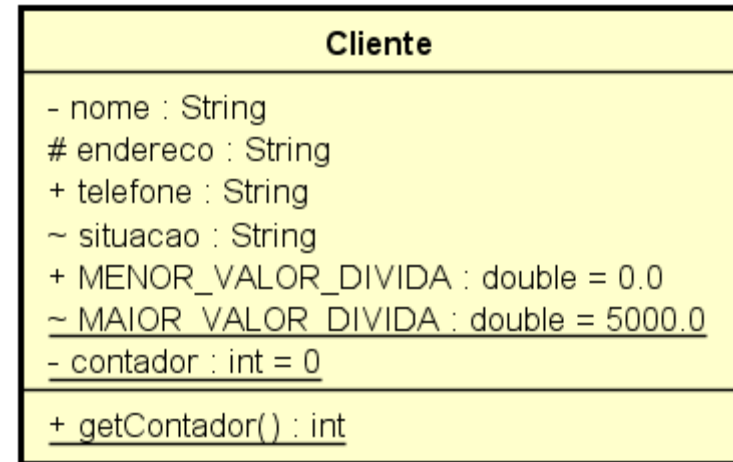 Cliente
- nome : String
# endereco : String
+ telefone : String
~ situacao : String
+ MENOR_VALOR_DIVIDA : double = 0.0
~ MAIOR_VALOR_DIVIDA : double = 5000.0
- contador : int = 0
+ getContador() : int